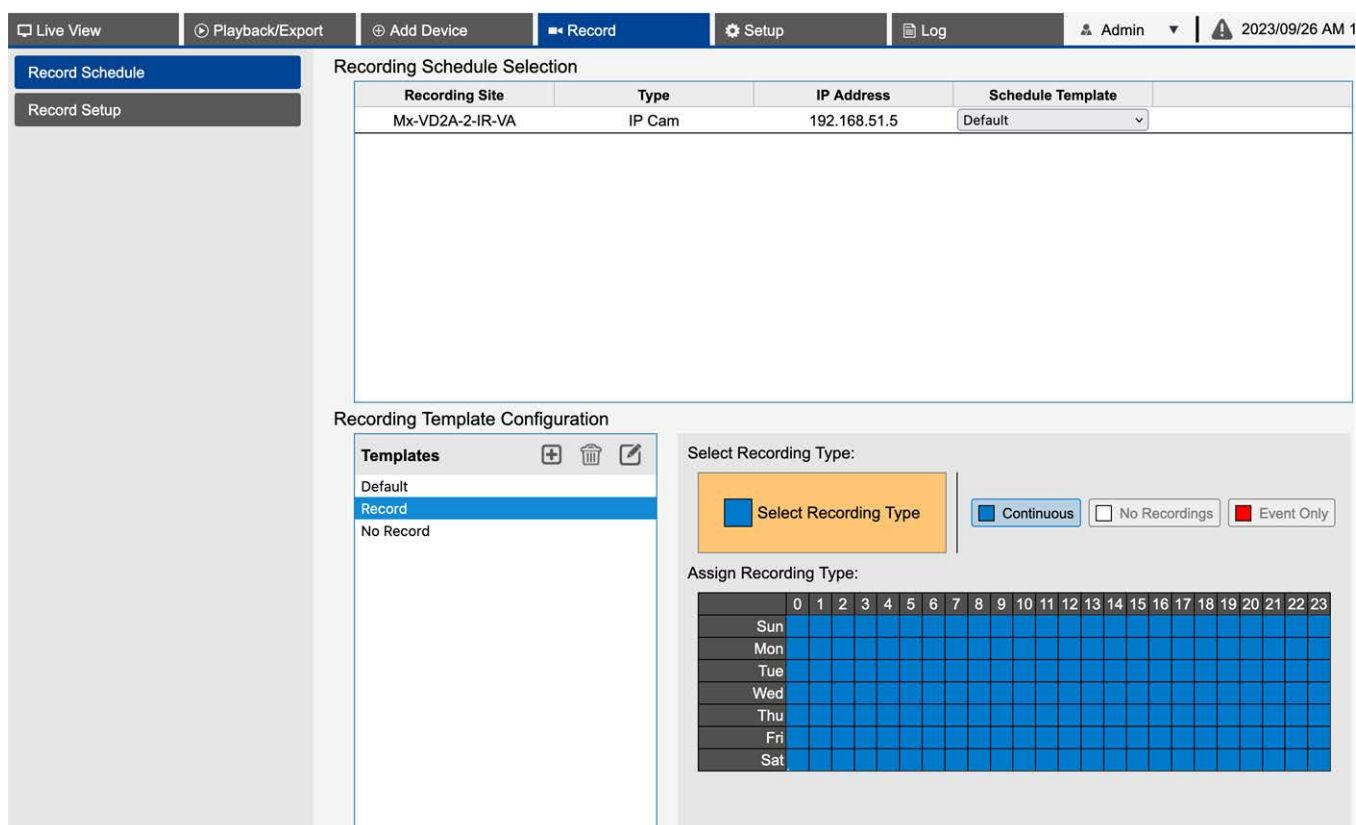 Live View Playback/Export Add Device Record Setup Log Admin 2023/09/26 AM 1
Record Schedule
Record Setup
Recording Schedule Selection
Recording Site Type IP Address Schedule Template
Mx-VD2A-2-IR-VA IP Cam 192.168.51.5 Default
Recording Template Configuration
Templates
Default
Record
No Record
Select Recording Type:
Select Recording Type Continuous No Recordings Event Only
Assign Recording Type:
0 1 2 3 4 5 6 7 8 9 10 11 12 13 14 15 16 17 18 19 20 21 22 23
Sun
Mon
Tue
Wed
Thu
Fri
Sat